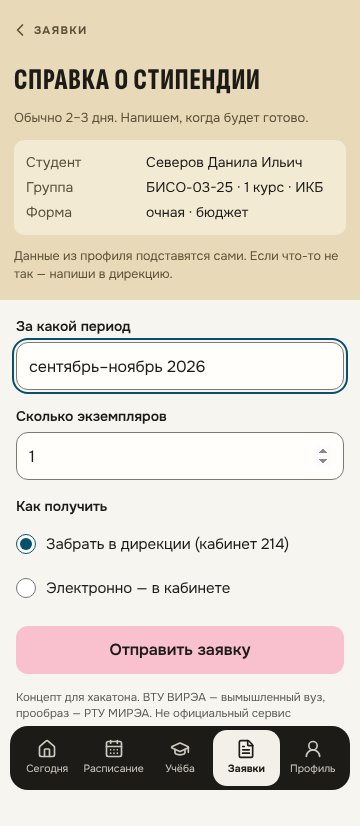 ЗАЯВКИ
СПРАВКА О СТИПЕНДИИ
Обычно 2–3 дня. Напишем, когда будет готово.
Студент Северов Данила Ильич
Группа БИСО-03-25 · 1 курс · ИКБ
Форма очная · бюджет
Данные из профиля подставятся сами. Если что-то не
так — напиши в дирекцию.
За какой период
сентябрь–ноябрь 2026
Сколько экземпляров
1
Как получить
Забрать в дирекции (кабинет 214)
Электронно — в кабинете
Отправить заявку
Концепт для хакатона. ВТУ ВИРЭА — вымышленный вуз,
прообраз — РТУ МИРЭА. Не официальный сервис
Сегодня Расписание Учёба Заявки Профиль